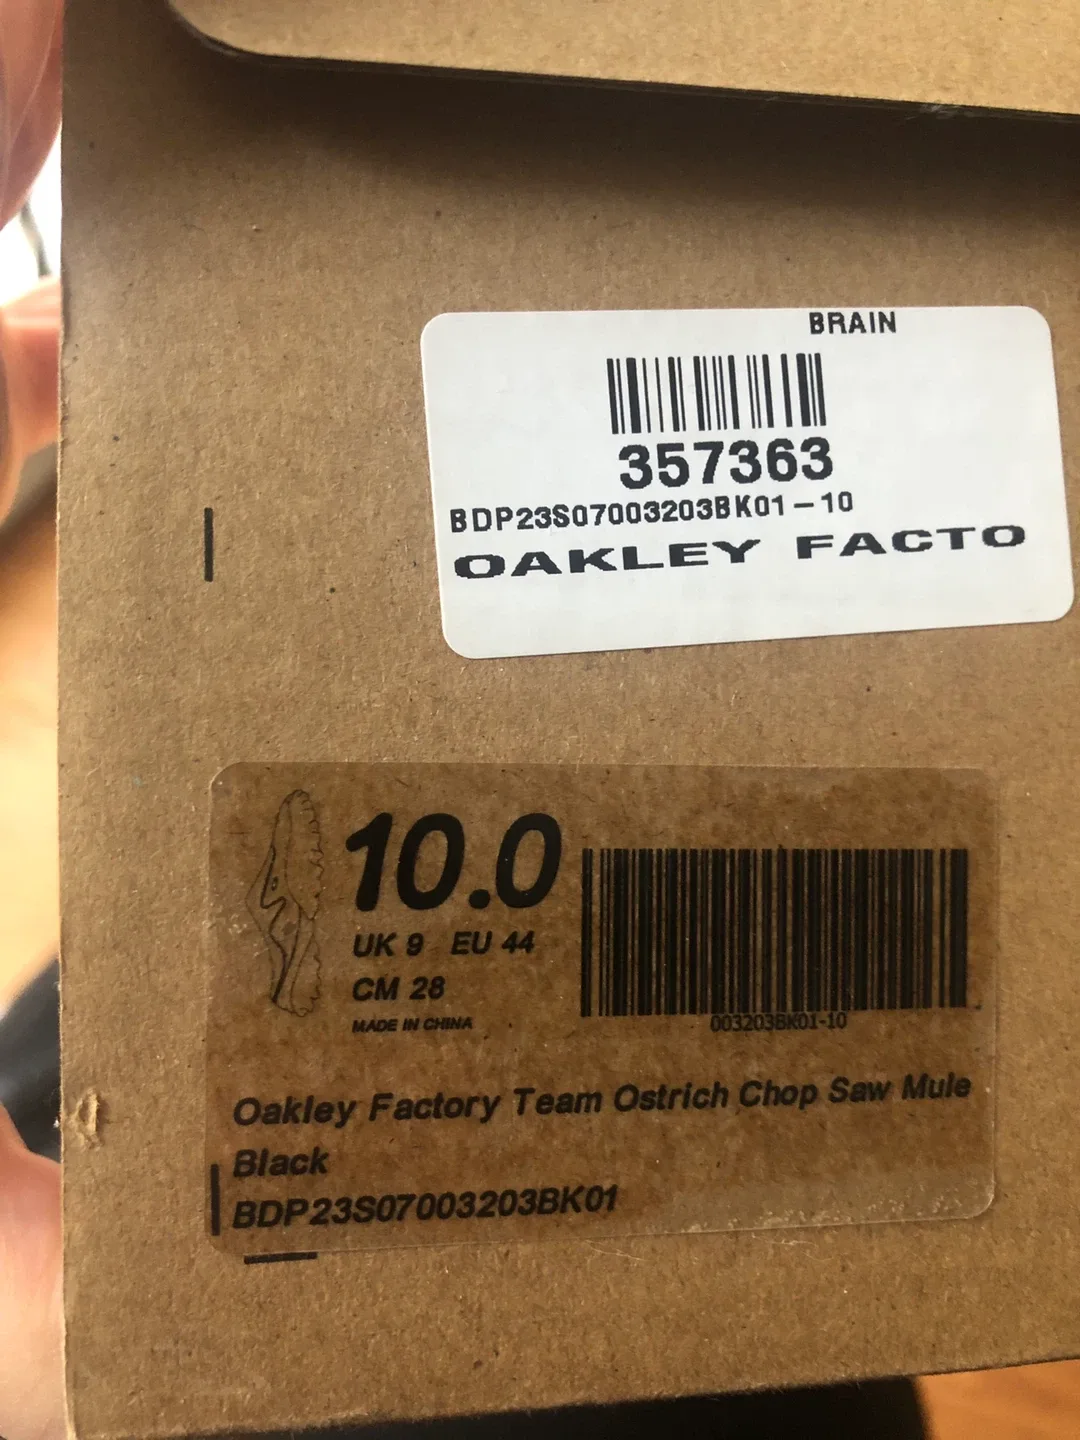 BRAIN
357363
BDP23S07003203BK01-10
OAKLEY FACTO
10.0
UK 9 EU 44
CM 28
MADE IN CHINA
003203BK01-10
Oakley Factory Team Ostrich Chop Saw Mule
Black
BDP23S07003203BK01